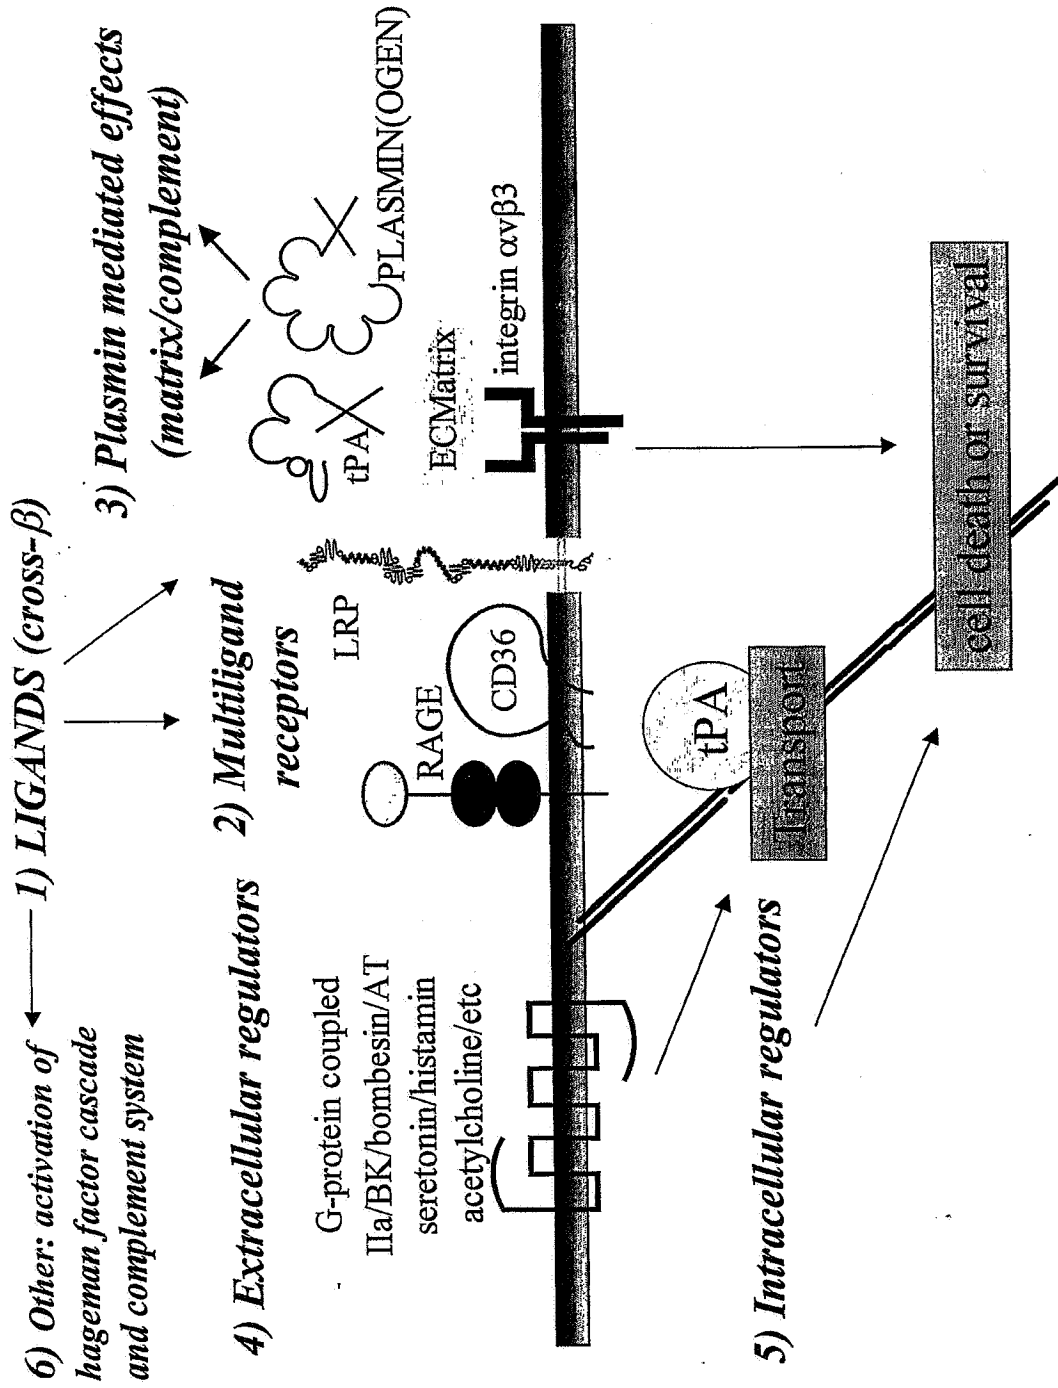 6) Other: activation of
hageman factor cascade
and complement system
1) LIGANDS (cross-β)
3) Plasmin mediated effects
(matrix/complement)
4) Extracellular regulators
G-protein coupled
IIa/BK/bombesin/AT
seretonin/histamin
acetylcholine/etc
2) Multiligand
receptors
RAGE
CD36
LRP
tPA
PLASMIN(OGEN)
ECMatrix
integrin αvβ3
5) Intracellular regulators
tPA
Transport
cell death or survival